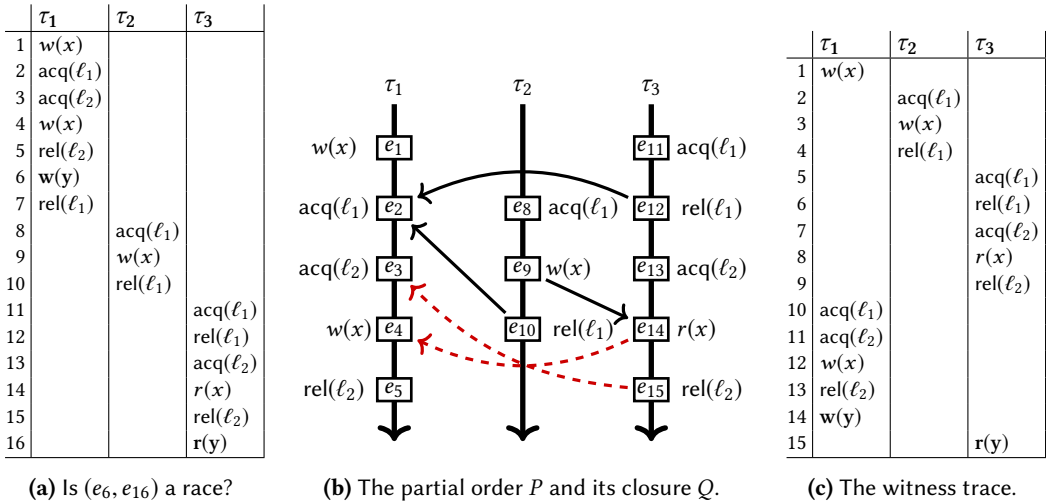 τ₁ τ₂ τ₃
1 w(x)
2 acq(ℓ₁)
3 acq(ℓ₂)
4 w(x)
5 rel(ℓ₂)
6 w(y)
7 rel(ℓ₁)
8 acq(ℓ₁)
9 w(x)
10 rel(ℓ₁)
11 acq(ℓ₁)
12 rel(ℓ₁)
13 acq(ℓ₂)
14 r(x)
15 rel(ℓ₂)
16 r(y)
(a) Is (e₆, e₁₆) a race?
τ₁ τ₂ τ₃
w(x) e₁ e₁₁ acq(ℓ₁)
acq(ℓ₁) e₂ e₈ acq(ℓ₁) e₁₂ rel(ℓ₁)
acq(ℓ₂) e₃ e₉ w(x) e₁₃ acq(ℓ₂)
w(x) e₄ e₁₀ rel(ℓ₁) e₁₄ r(x)
rel(ℓ₂) e₅ e₁₅ rel(ℓ₂)
(b) The partial order P and its closure Q.
τ₁ τ₂ τ₃
1 w(x)
2 acq(ℓ₁)
3 w(x)
4 rel(ℓ₁)
5 acq(ℓ₁)
6 rel(ℓ₁)
7 acq(ℓ₂)
8 r(x)
9 rel(ℓ₂)
10 acq(ℓ₁)
11 acq(ℓ₂)
12 w(x)
13 rel(ℓ₂)
14 w(y)
15 r(y)
(c) The witness trace.